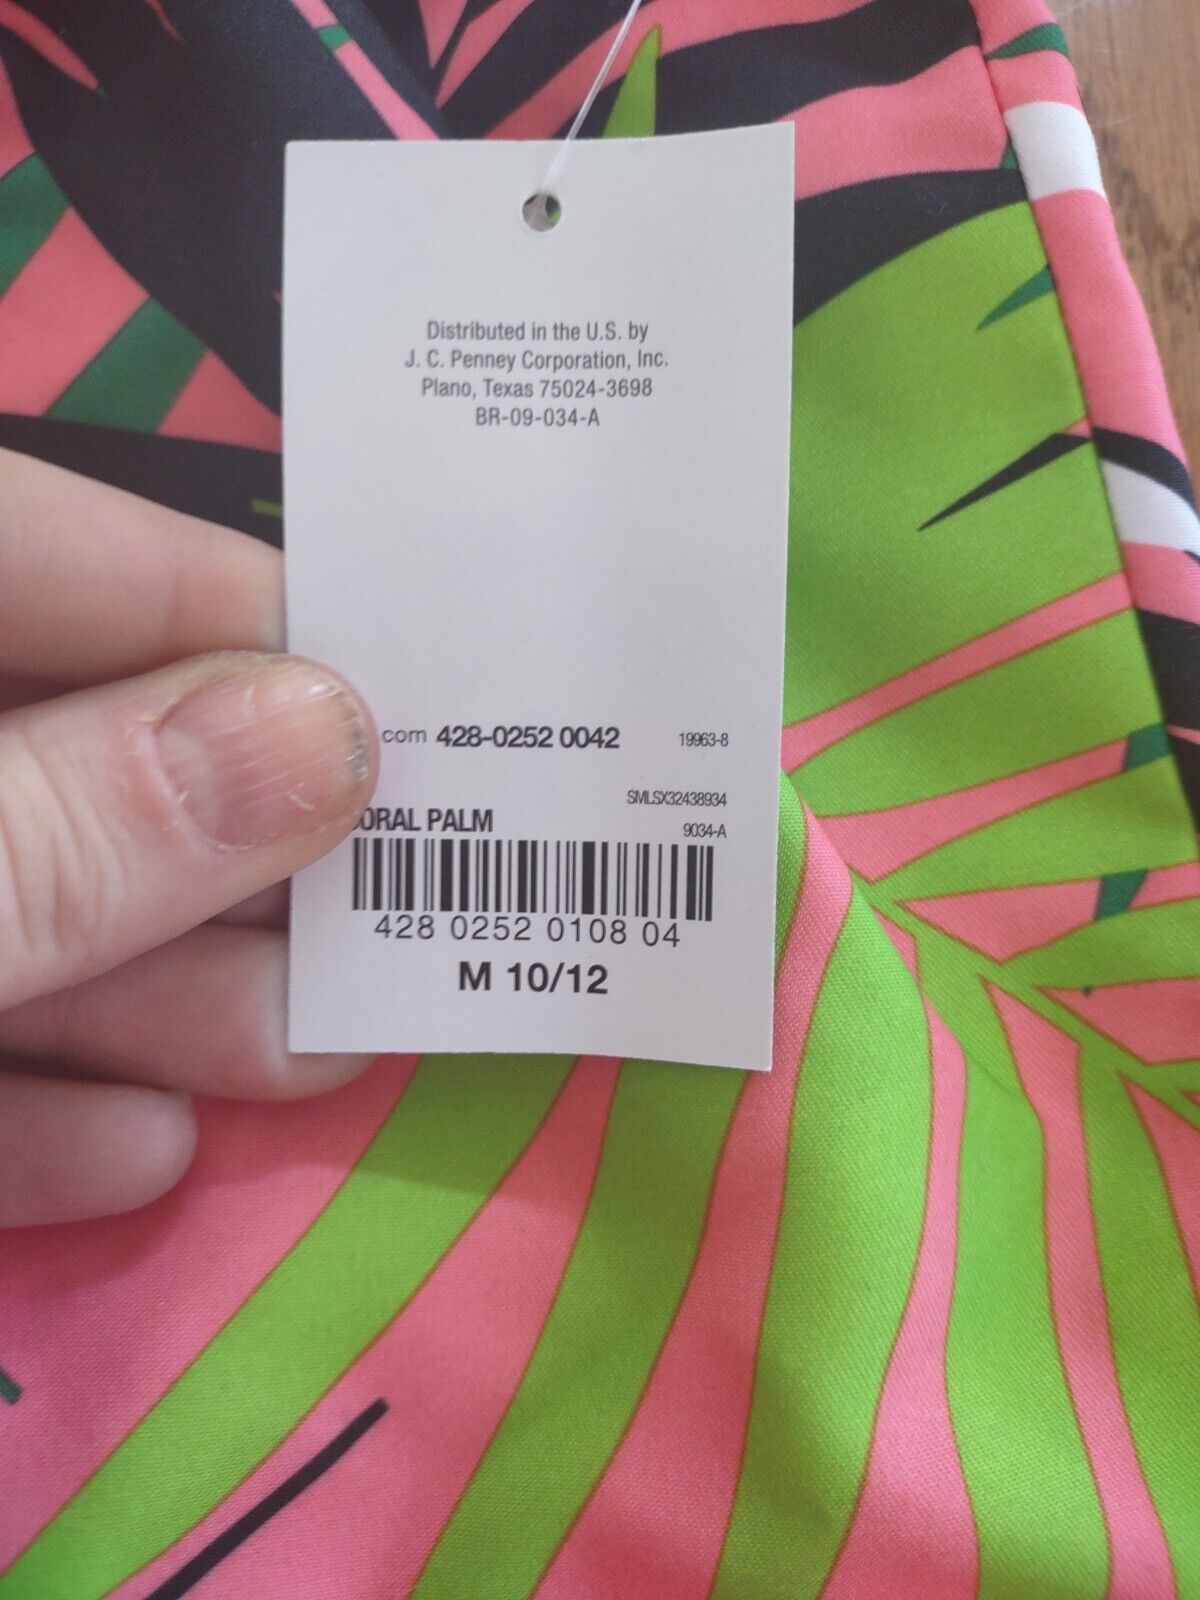 Distributed in the U.S. by
J. C. Penney Corporation, Inc.
Plano, Texas 75024-3698
BR-09-034-A
com 428-0252 0042 19963-8
SMLSX32438934
ORAL PALM 9034-A
428 0252 0108 04
M 10/12